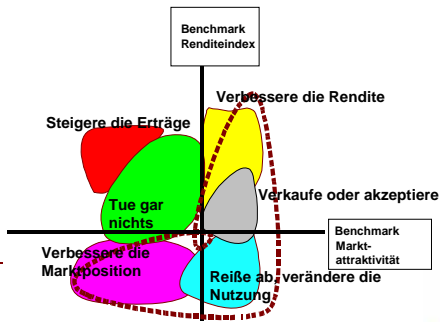 Benchmark
Renditeindex
Verbessere die Rendite
Steigere die Erträge
Verkaufe oder akzeptiere
Tue gar
nichts
Benchmark
Markt-
attraktivität
Verbessere die
Marktposition
Reiße ab, verändere die
Nutzung